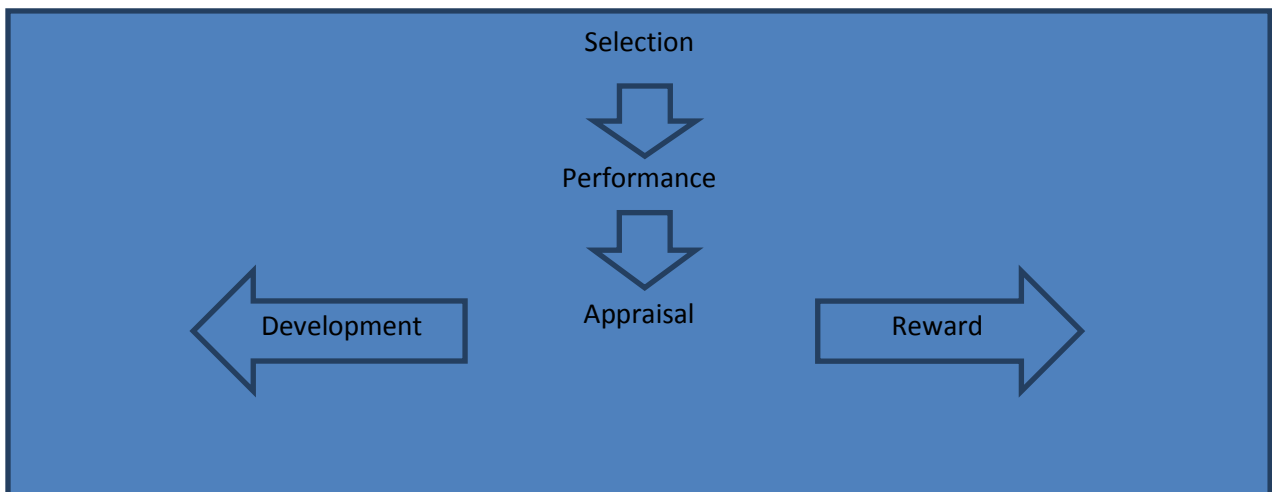 Selection
Performance
Appraisal
Development
Reward